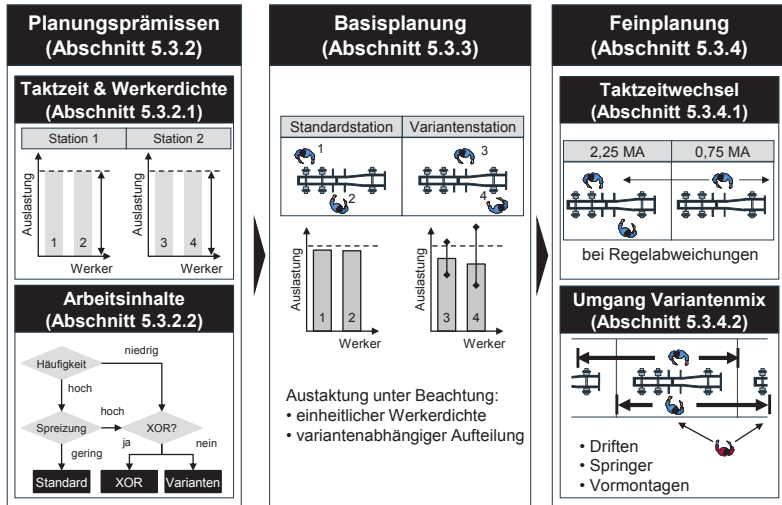 Planungsprämissen
(Abschnitt 5.3.2)
Taktzeit & Werkerdichte
(Abschnitt 5.3.2.1)
Station 1
Station 2
Auslastung
1
2
Werker
Auslastung
3
4
Werker
Arbeitsinhalte
(Abschnitt 5.3.2.2)
Häufigkeit
niedrig
hoch
Spreizung
hoch
XOR?
gering
ja
nein
Standard
XOR
Varianten
Basisplanung
(Abschnitt 5.3.3)
Standardstation
Variantenstation
1
2
3
4
Auslastung
1
2
Werker
Auslastung
3
4
Werker
Austaktung unter Beachtung:
• einheitlicher Werkerdichte
• variantenabhängiger Aufteilung
Feinplanung
(Abschnitt 5.3.4)
Taktzeitwechsel
(Abschnitt 5.3.4.1)
2,25 MA
0,75 MA
bei Regelabweichungen
Umgang Variantenmix
(Abschnitt 5.3.4.2)
• Driften
• Springer
• Vormontagen